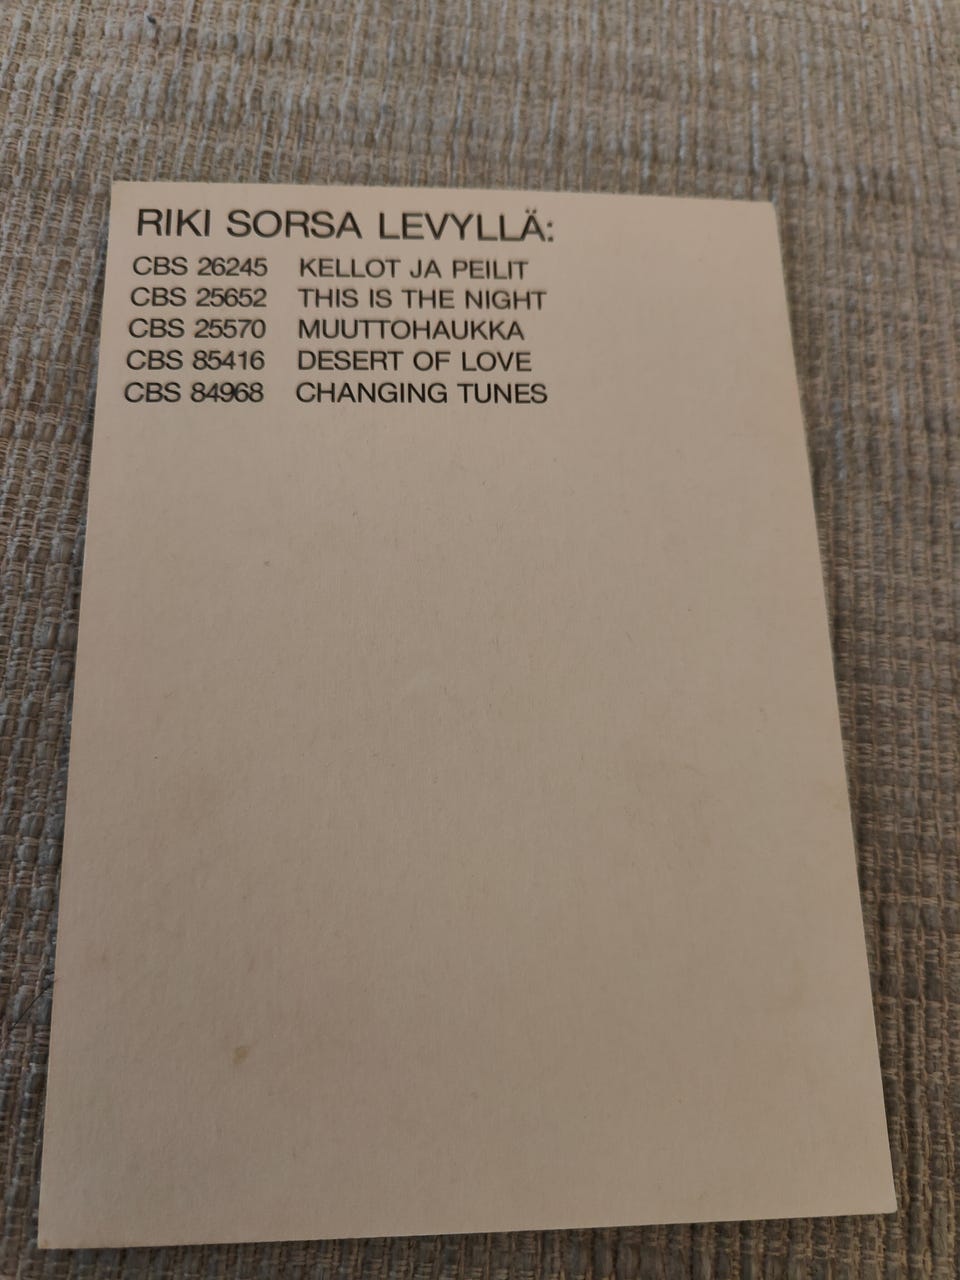 RIKI SORSA LEVYLLÄ:
CBS 26245 KELLOT JA PEILIT
CBS 25652 THIS IS THE NIGHT
CBS 25570 MUUTTOHAUKKA
CBS 85416 DESERT OF LOVE
CBS 84968 CHANGING TUNES